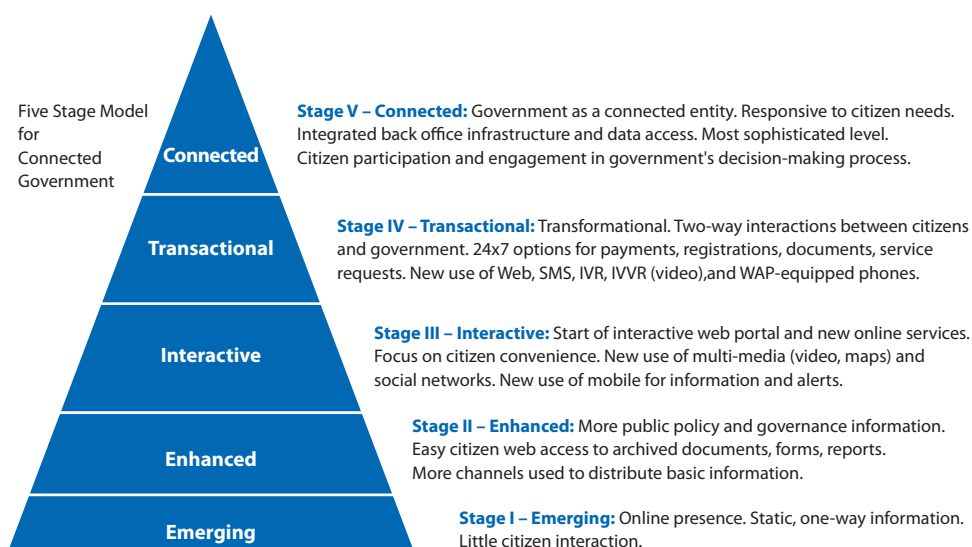 Five Stage Model
for
Connected
Government
Connected
Stage V – Connected: Government as a connected entity. Responsive to citizen needs.
Integrated back office infrastructure and data access. Most sophisticated level.
Citizen participation and engagement in government's decision-making process.
Transactional
Stage IV – Transactional: Transformational. Two-way interactions between citizens
and government. 24x7 options for payments, registrations, documents, service
requests. New use of Web, SMS, IVR, IVVR (video),and WAP-equipped phones.
Interactive
Stage III – Interactive: Start of interactive web portal and new online services.
Focus on citizen convenience. New use of multi-media (video, maps) and
social networks. New use of mobile for information and alerts.
Enhanced
Stage II – Enhanced: More public policy and governance information.
Easy citizen web access to archived documents, forms, reports.
More channels used to distribute basic information.
Emerging
Stage I – Emerging: Online presence. Static, one-way information.
Little citizen interaction.